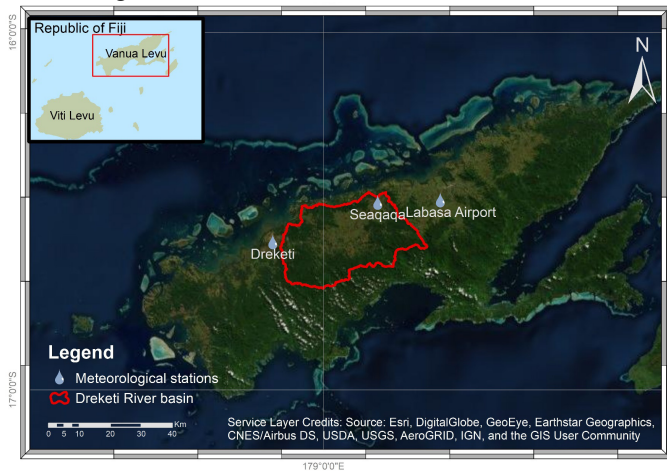 Republic of Fiji
Vanua Levu
Viti Levu
N
16°0'0"S
Seaqaqa
Labasa Airport
Dreketi
Legend
Meteorological stations
Dreketi River basin
0 5 10 20 30 40 Km
17°0'0"S
Service Layer Credits: Source: Esri, DigitalGlobe, GeoEye, Earthstar Geographics,
CNES/Airbus DS, USDA, USGS, AeroGRID, IGN, and the GIS User Community
179°0'0"E